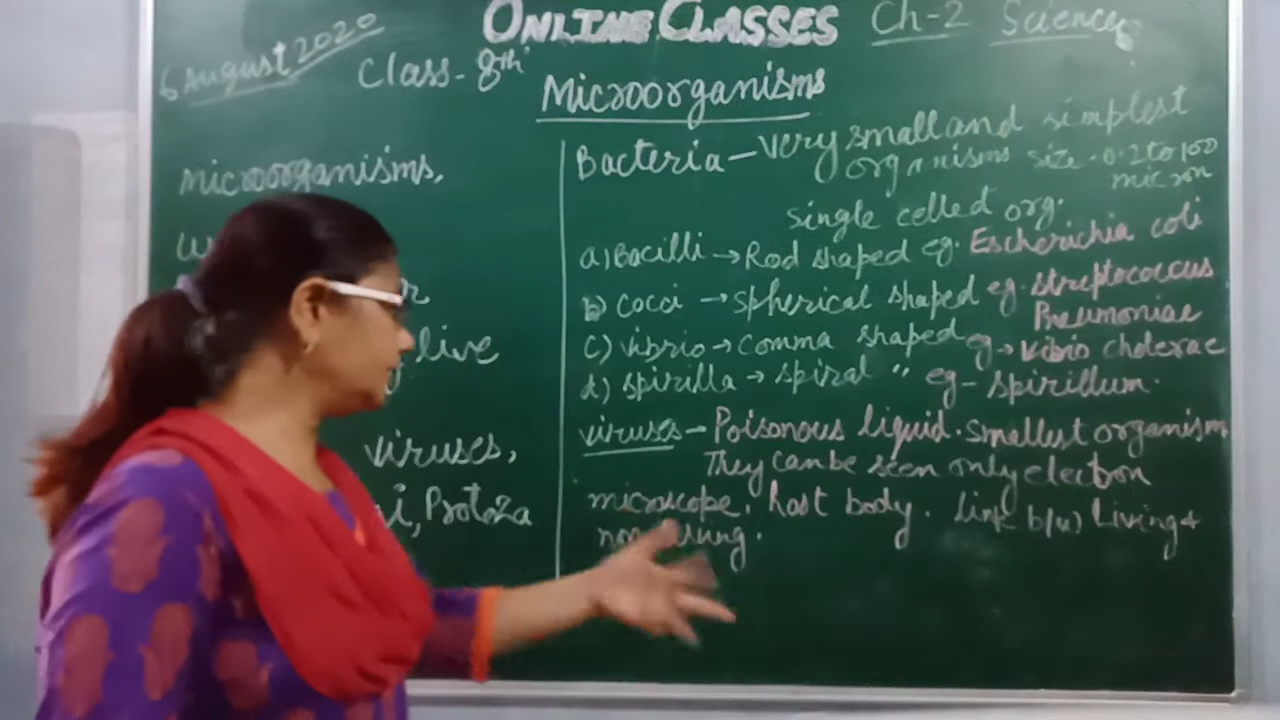 ONLINE CLASSES Ch-2 Science
6 August 2020
Class- 8th
Microorganisms
microorganisms,
live
viruses,
i, Protoza
Bacteria – Very small and simplest
organisms size - 0.2 to 100
micron
single celled org.
a) Bacilli → Rod shaped eg. Escherichia coli
b) Cocci → spherical shaped eg. Streptococcus
Pneumoniae
c) vibrio → comma shaped eg → vibrio cholerae
d) spirilla → spiral " eg – spirillum.
viruses – Poisonous liquid. smallest organism
They can be seen only electron
microscope. host body. link b/w living &